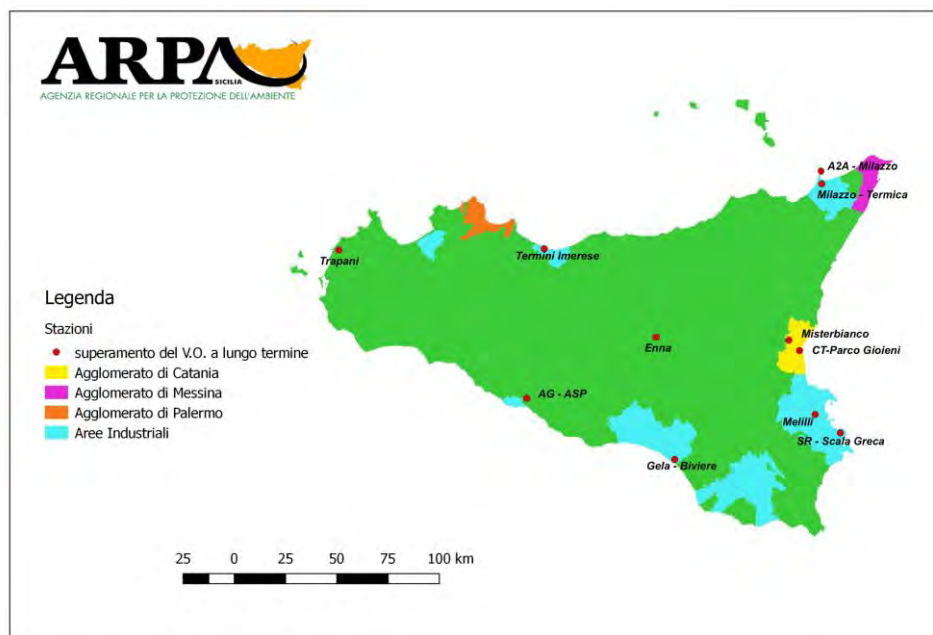 ARPA
SICILIA
AGENZIA REGIONALE PER LA PROTEZIONE DELL'AMBIENTE
A2A - Milazzo
Milazzo - Termica
Trapani
Termini Imerese
Legenda
Stazioni
superamento del V.O. a lungo termine
Agglomerato di Catania
Agglomerato di Messina
Agglomerato di Palermo
Aree Industriali
Misterbianco
Enna
CT-Parco Gioieni
AG - ASP
Melilli
SR - Scala Greca
Gela - Biviere
25 0 25 50 75 100 km